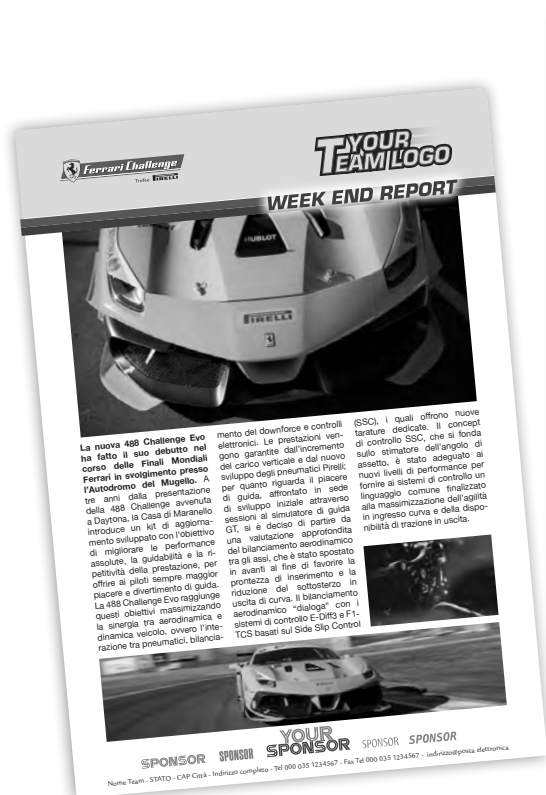 Ferrari Challenge
Trofeo PIRELLI
YOUR
TEAM LOGO
WEEK END REPORT
HUBLOT
PIRELLI
La nuova 488 Challenge Evo
ha fatto il suo debutto nel
corso delle Finali Mondiali
Ferrari in svolgimento presso
l'Autodromo del Mugello. A
tre anni dalla presentazione
della 488 Challenge avvenuta
a Daytona, la Casa di Maranello
introduce un kit di aggiorna-
mento sviluppato con l'obiettivo
di migliorare le performance
assolute, la guidabilità e la ri-
petitività della prestazione, per
offrire ai piloti sempre maggior
piacere e divertimento di guida.
La 488 Challenge Evo raggiunge
questi obiettivi massimizzando
la sinergia tra aerodinamica e
dinamica veicolo, ovvero l'inte-
razione tra pneumatici, bilancia-
mento del downforce e controlli
elettronici. Le prestazioni ven-
gono garantite dall'incremento
del carico verticale e dal nuovo
sviluppo degli pneumatici Pirelli;
per quanto riguarda il piacere
di guida, affrontato in sede
di sviluppo iniziale attraverso
sessioni al simulatore di guida
GT, si è deciso di partire da
una valutazione approfondita
del bilanciamento aerodinamico
tra gli assi, che è stato spostato
in avanti al fine di favorire la
prontezza di inserimento e la
riduzione del sottosterzo in
uscita di curva. Il bilanciamento
aerodinamico "dialoga" con i
sistemi di controllo E-Diff3 e F1-
TCS basati sul Side Slip Control
(SSC), i quali offrono nuove
tarature dedicate. Il concept
di controllo SSC, che si fonda
sullo stimatore dell'angolo di
assetto, è stato adeguato ai
nuovi livelli di performance per
fornire ai sistemi di controllo un
linguaggio comune finalizzato
alla massimizzazione dell'agilità
in ingresso curva e della dispo-
nibilità di trazione in uscita.
SPONSOR
SPONSOR
YOUR
SPONSOR
SPONSOR
SPONSOR
Nome Team - STATO - CAP Città - Indirizzo completo - Tel 000 035 1234567 - Fax Tel 000 035 1234567 - indirizzo@posta elettronica